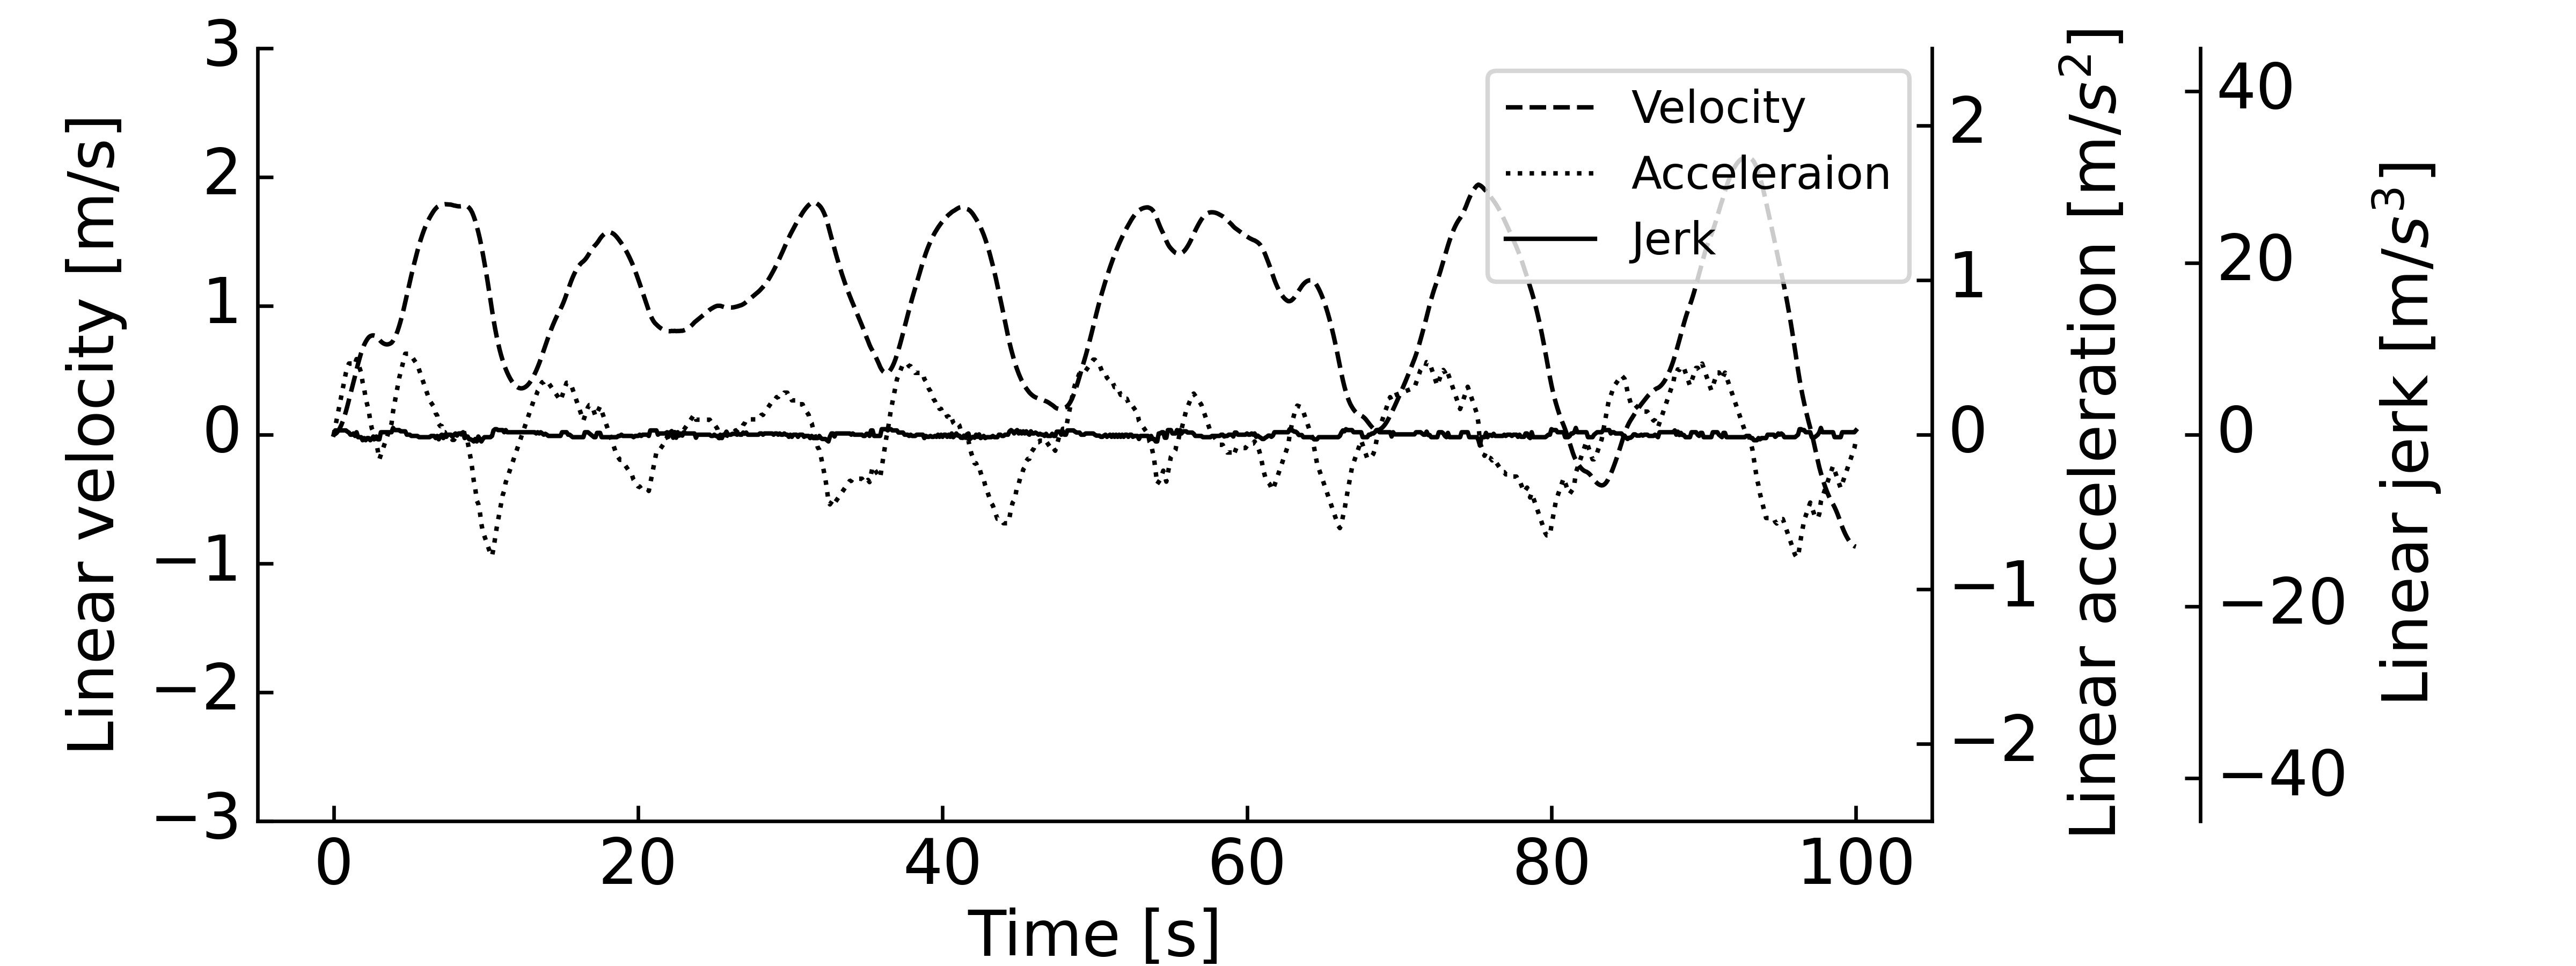 Linear velocity [m/s]
3
2
1
0
−1
−2
−3
0 20 40 60 80 100
Time [s]
Velocity
Acceleraion
Jerk
2
1
0
−1
−2
Linear acceleration [m/s²]
40
20
0
−20
−40
Linear jerk [m/s³]